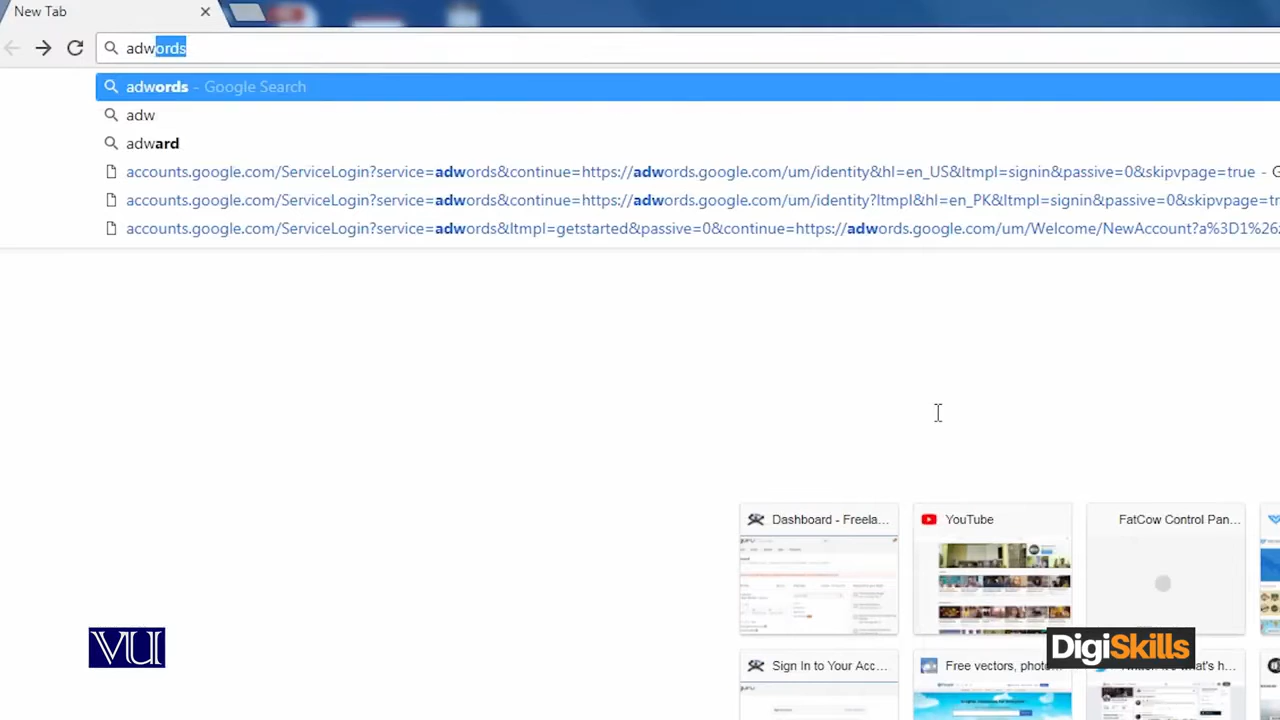 New Tab
adwords
adwords - Google Search
adw
adward
accounts.google.com/ServiceLogin?service=adwords&continue=https://adwords.google.com/um/identity&hl=en_US&ltmpl=signin&passive=0&skipvpage=true - G
accounts.google.com/ServiceLogin?service=adwords&continue=https://adwords.google.com/um/identity?ltmpl&hl=en_PK&ltmpl=signin&passive=0&skipvpage=tr
accounts.google.com/ServiceLogin?service=adwords&ltmpl=getstarted&passive=0&continue=https://adwords.google.com/um/Welcome/NewAccount?a%3D1%26
Dashboard - Freela... YouTube FatCow Control Pan...
VU DigiSkills
Sign In to Your Acc... Free vectors, photo... Twitter. It's what's h...